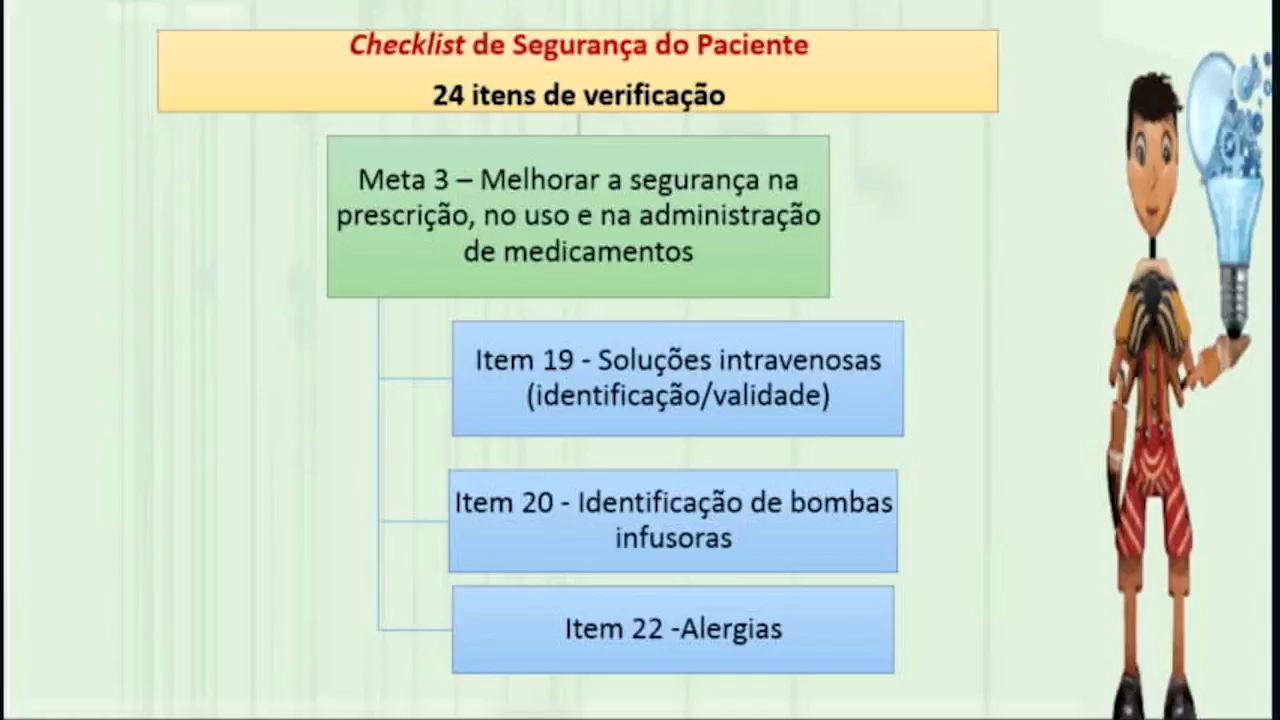 Checklist de Segurança do Paciente
24 itens de verificação
Meta 3 – Melhorar a segurança na
prescrição, no uso e na administração
de medicamentos
Item 19 - Soluções intravenosas
(identificação/validade)
Item 20 - Identificação de bombas
infusoras
Item 22 -Alergias